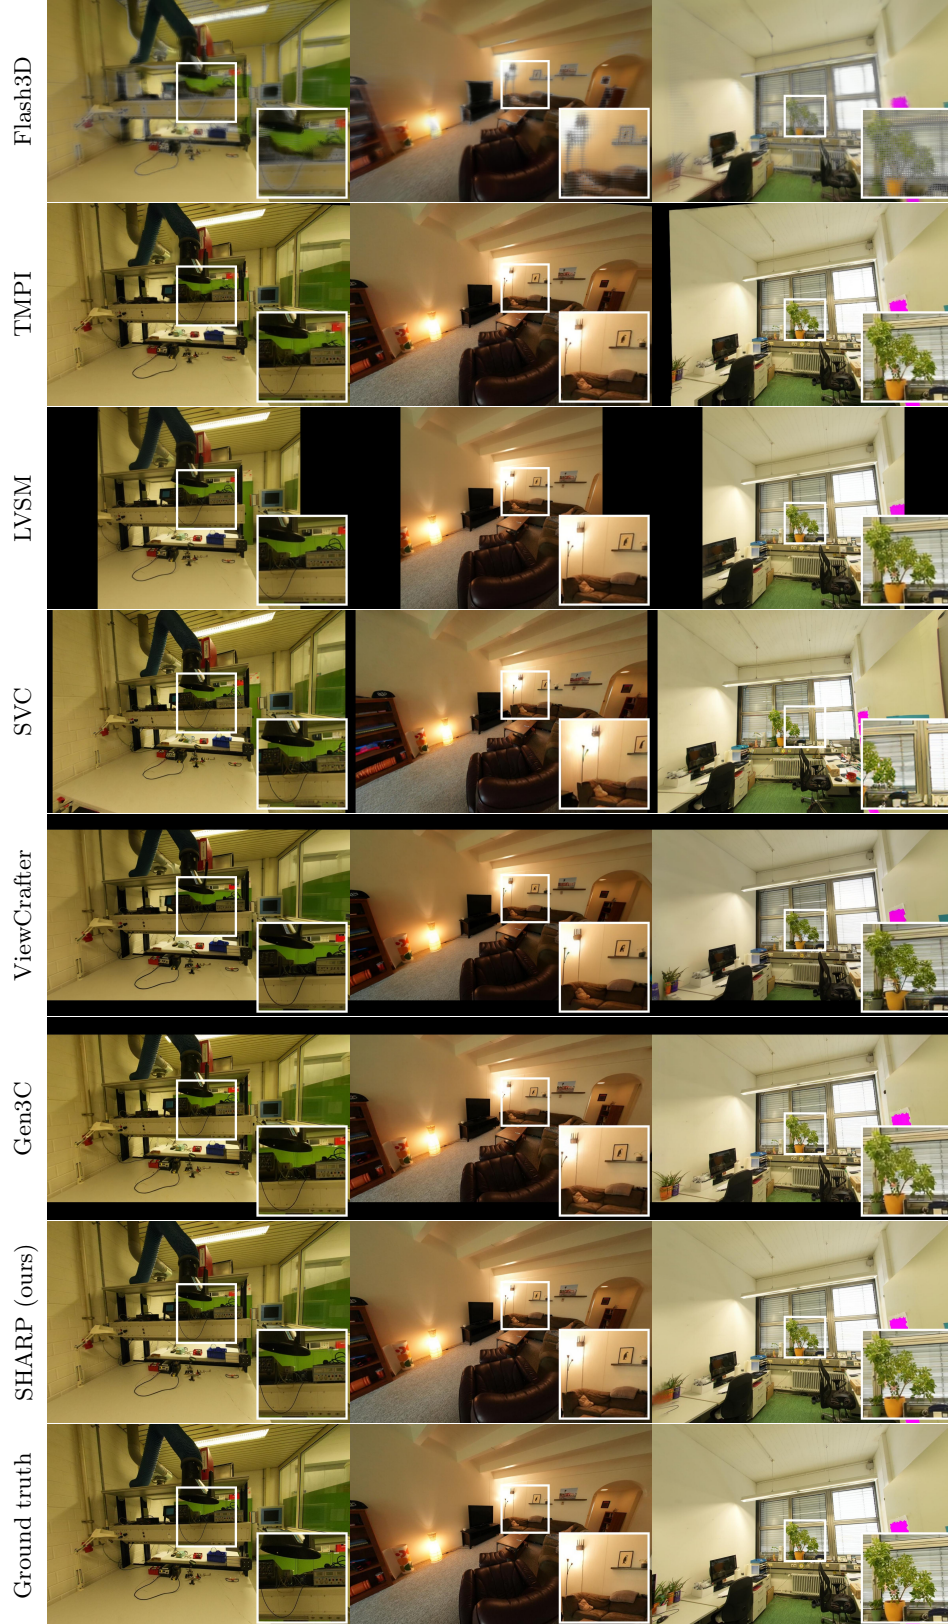 Flash3D
TMPI
LVSM
SVC
ViewCrafter
Gen3C
SHARP (ours)
Ground truth